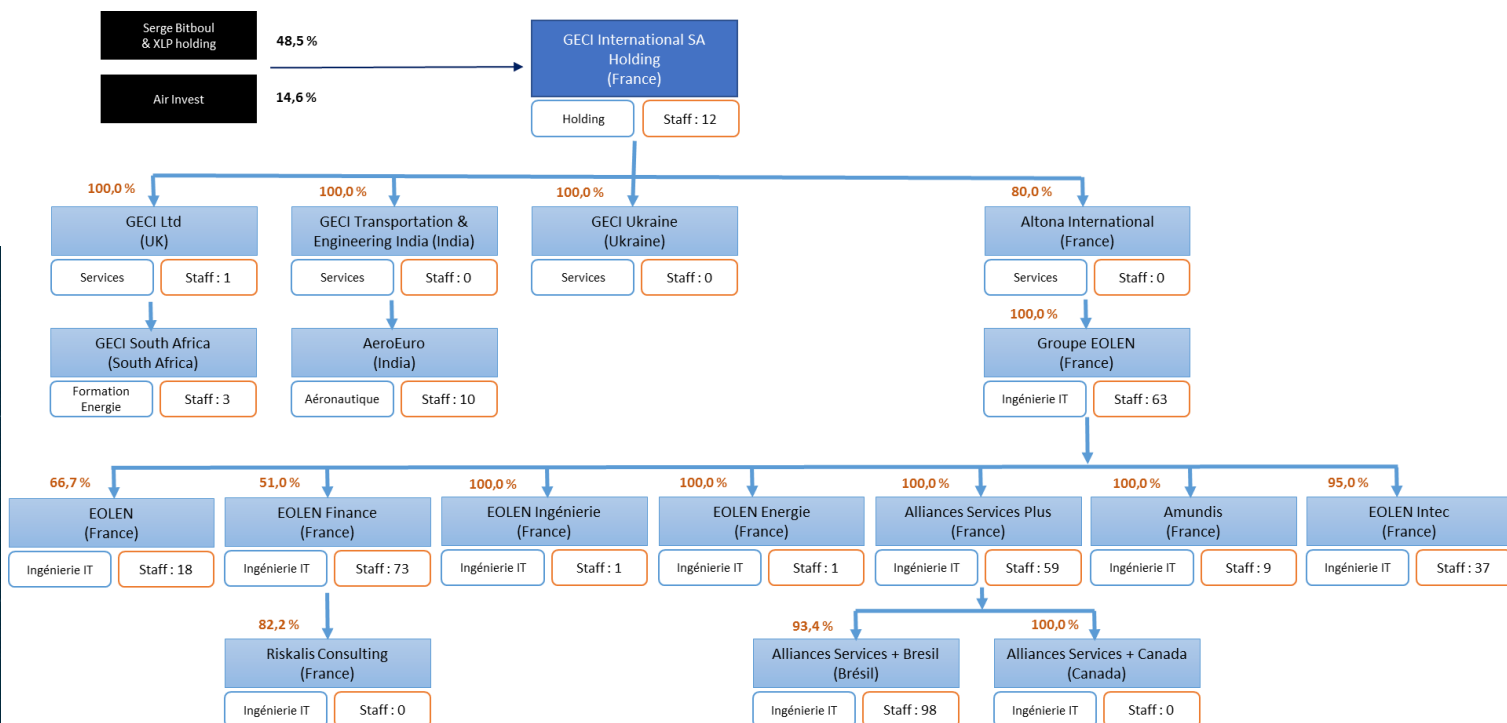 Serge Bitboul
& XLP holding
48,5 %
GECI International SA
Holding
(France)
Air Invest
14,6 %
Holding
Staff : 12
100,0 %
100,0 %
100,0 %
80,0 %
GECI Ltd
(UK)
GECI Transportation &
Engineering India (India)
GECI Ukraine
(Ukraine)
Altona International
(France)
Services
Staff : 1
Services
Staff : 0
Services
Staff : 0
Services
Staff : 0
100,0 %
GECI South Africa
(South Africa)
AeroEuro
(India)
Groupe EOLEN
(France)
Formation
Energie
Staff : 3
Aéronautique
Staff : 10
Ingénierie IT
Staff : 63
66,7 %
51,0 %
100,0 %
100,0 %
100,0 %
100,0 %
95,0 %
EOLEN
(France)
EOLEN Finance
(France)
EOLEN Ingénierie
(France)
EOLEN Energie
(France)
Alliances Services Plus
(France)
Amundis
(France)
EOLEN Intec
(France)
Ingénierie IT
Staff : 18
Ingénierie IT
Staff : 73
Ingénierie IT
Staff : 1
Ingénierie IT
Staff : 1
Ingénierie IT
Staff : 59
Ingénierie IT
Staff : 9
Ingénierie IT
Staff : 37
82,2 %
93,4 %
100,0 %
Riskalis Consulting
(France)
Alliances Services + Bresil
(Brésil)
Alliances Services + Canada
(Canada)
Ingénierie IT
Staff : 0
Ingénierie IT
Staff : 98
Ingénierie IT
Staff : 0